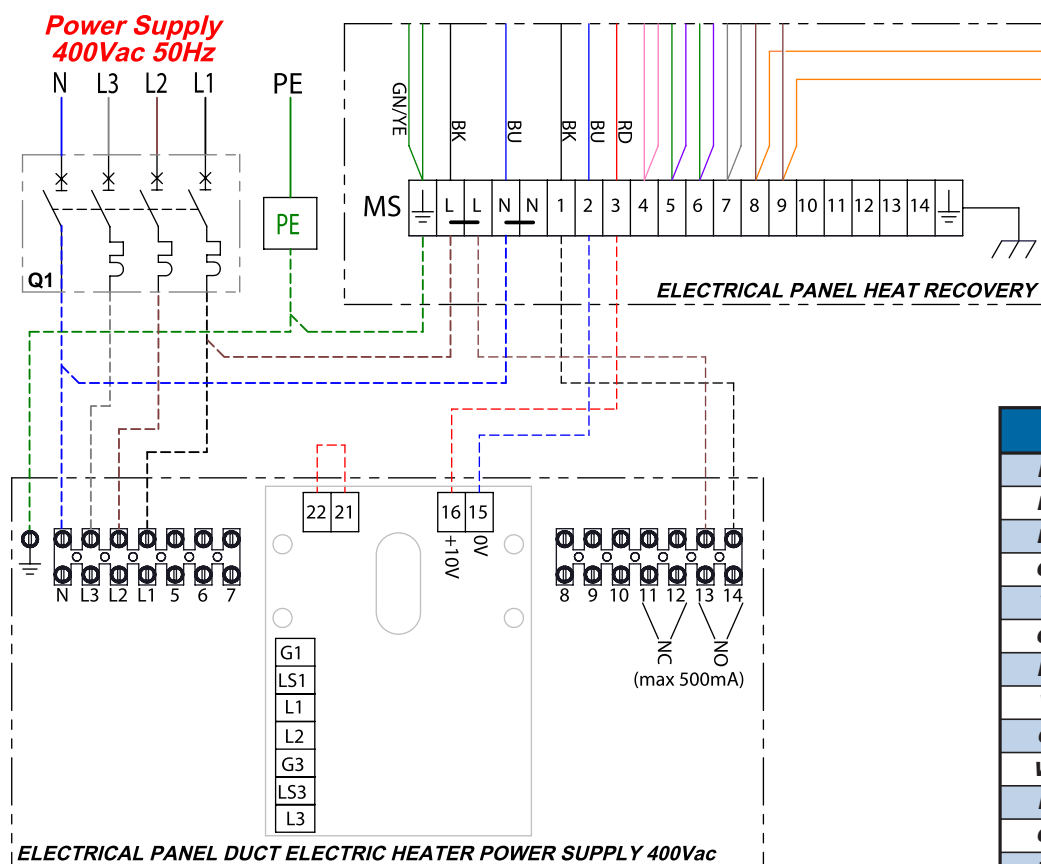 Power Supply
400Vac 50Hz
N L3 L2 L1 PE
GN/YE BK BU BK BU RD
MS L L N N 1 2 3 4 5 6 7 8 9 10 11 12 13 14
PE
Q1
ELECTRICAL PANEL HEAT RECOVERY
22 21 16 15
+10V 0V
N L3 L2 L1 5 6 7 8 9 10 11 12 13 14
NC NO
(max 500mA)
G1
LS1
L1
L2
G3
LS3
L3
ELECTRICAL PANEL DUCT ELECTRIC HEATER POWER SUPPLY 400Vac